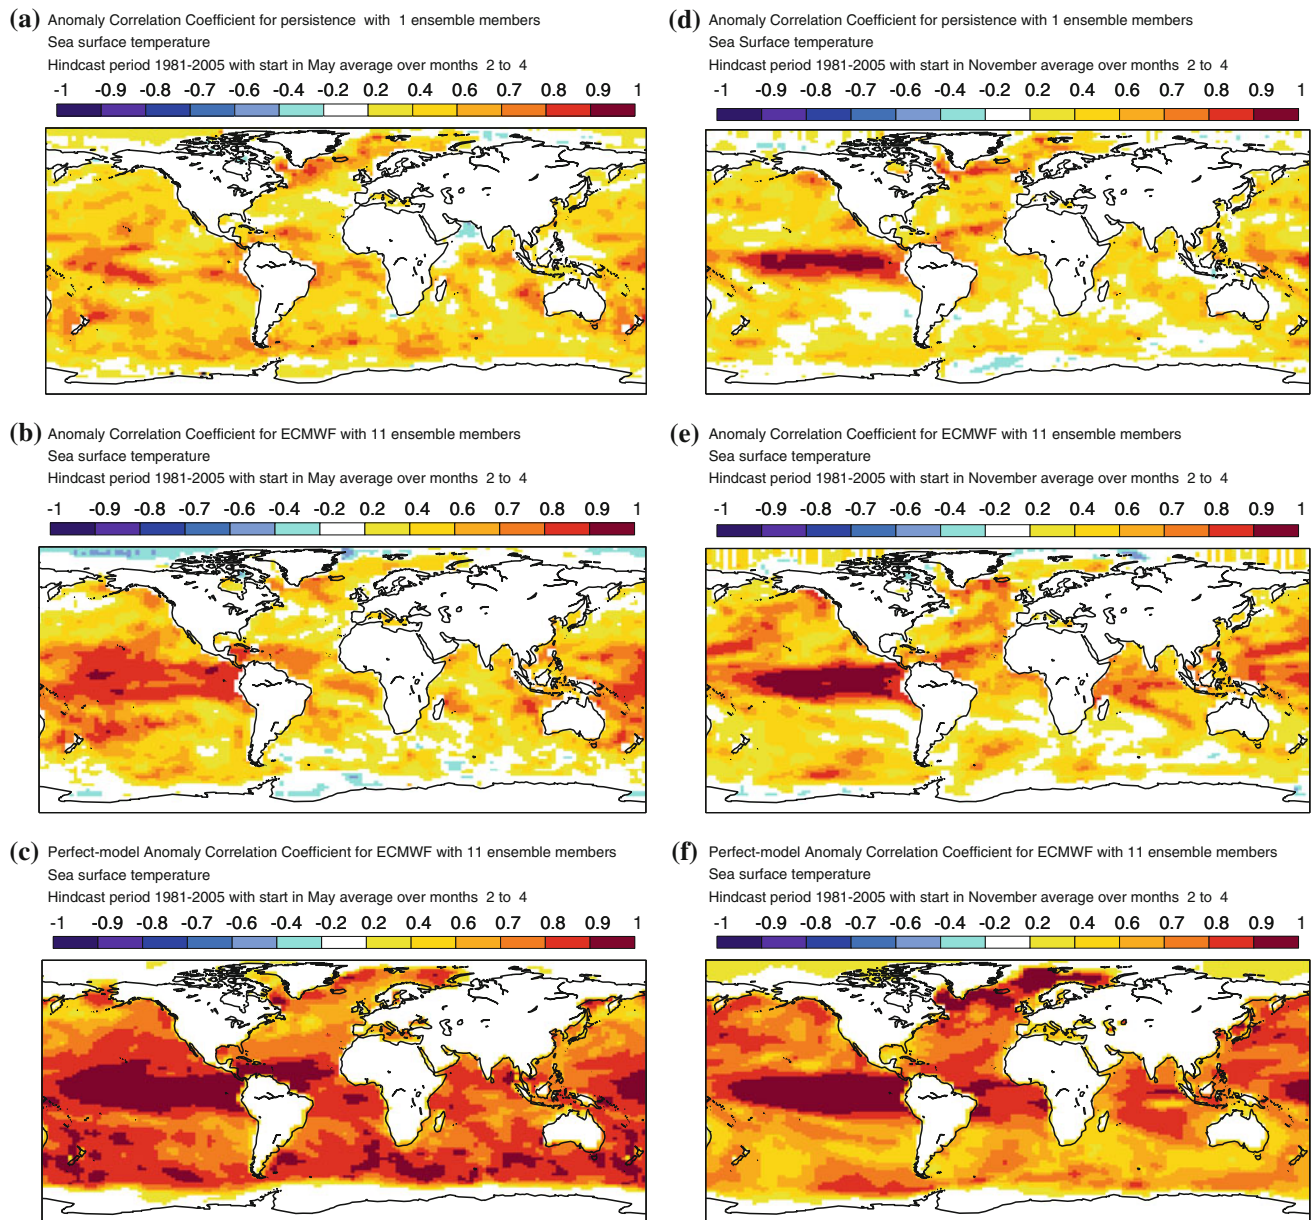 (a) Anomaly Correlation Coefficient for persistence with 1 ensemble members
Sea surface temperature
Hindcast period 1981-2005 with start in May average over months 2 to 4
-1 -0.9 -0.8 -0.7 -0.6 -0.4 -0.2 0.2 0.4 0.6 0.8 0.9 1
(d) Anomaly Correlation Coefficient for persistence with 1 ensemble members
Sea Surface temperature
Hindcast period 1981-2005 with start in November average over months 2 to 4
-1 -0.9 -0.8 -0.7 -0.6 -0.4 -0.2 0.2 0.4 0.6 0.8 0.9 1
(b) Anomaly Correlation Coefficient for ECMWF with 11 ensemble members
Sea surface temperature
Hindcast period 1981-2005 with start in May average over months 2 to 4
-1 -0.9 -0.8 -0.7 -0.6 -0.4 -0.2 0.2 0.4 0.6 0.8 0.9 1
(e) Anomaly Correlation Coefficient for ECMWF with 11 ensemble members
Sea surface temperature
Hindcast period 1981-2005 with start in November average over months 2 to 4
-1 -0.9 -0.8 -0.7 -0.6 -0.4 -0.2 0.2 0.4 0.6 0.8 0.9 1
(c) Perfect-model Anomaly Correlation Coefficient for ECMWF with 11 ensemble members
Sea surface temperature
Hindcast period 1981-2005 with start in May average over months 2 to 4
-1 -0.9 -0.8 -0.7 -0.6 -0.4 -0.2 0.2 0.4 0.6 0.8 0.9 1
(f) Perfect-model Anomaly Correlation Coefficient for ECMWF with 11 ensemble members
Sea surface temperature
Hindcast period 1981-2005 with start in November average over months 2 to 4
-1 -0.9 -0.8 -0.7 -0.6 -0.4 -0.2 0.2 0.4 0.6 0.8 0.9 1